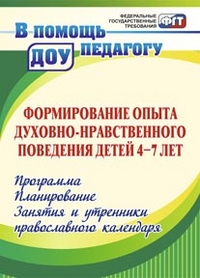 ФЕДЕРАЛЬНЫЕ
ГОСУДАРСТВЕННЫЕ
ТРЕБОВАНИЯ
ФГТ
В ПОМОЩЬ
ДОУ ПЕДАГОГУ
ФОРМИРОВАНИЕ ОПЫТА
ДУХОВНО-НРАВСТВЕННОГО
ПОВЕДЕНИЯ ДЕТЕЙ 4–7 ЛЕТ
Программа
Планирование
Занятия и утренники
православного календаря